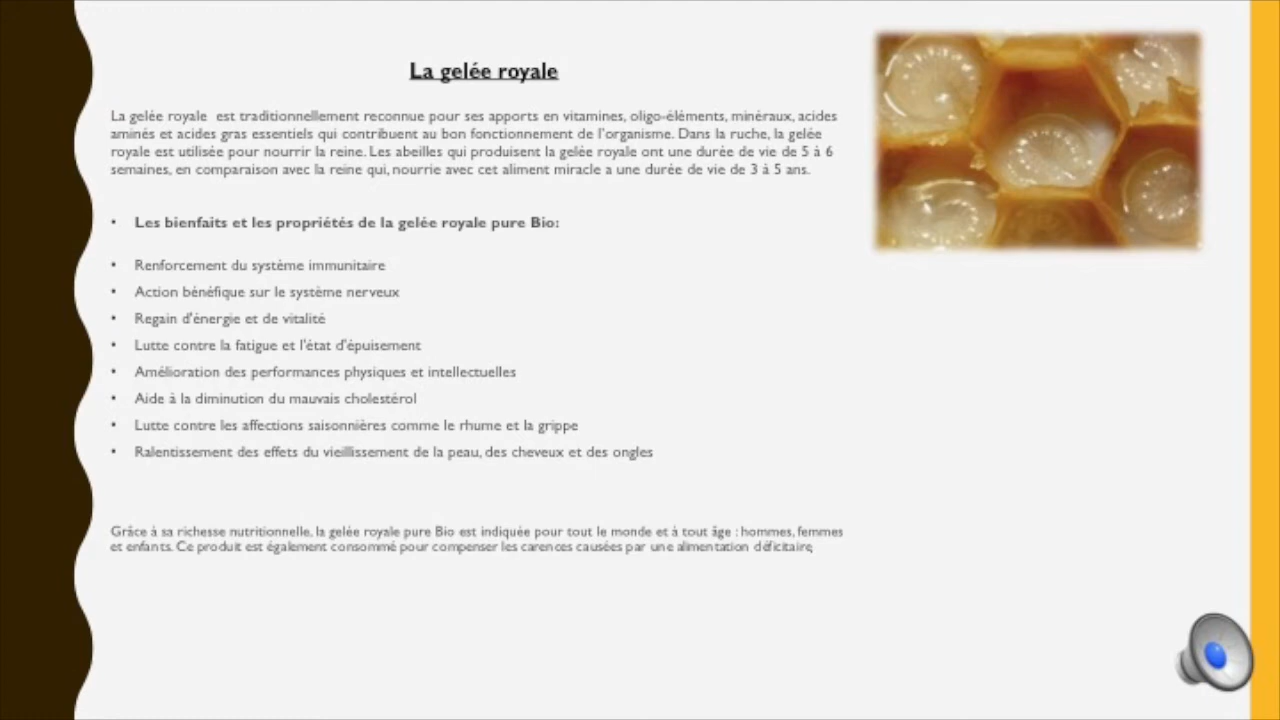 La gelée royale
La gelée royale est traditionnellement reconnue pour ses apports en vitamines, oligo-éléments, minéraux, acides
aminés et acides gras essentiels qui contribuent au bon fonctionnement de l'organisme. Dans la ruche, la gelée
royale est utilisée pour nourrir la reine. Les abeilles qui produisent la gelée royale ont une durée de vie de 5 à 6
semaines, en comparaison avec la reine qui, nourrie avec cet aliment miracle a une durée de vie de 3 à 5 ans.
• Les bienfaits et les propriétés de la gelée royale pure Bio:
• Renforcement du système immunitaire
• Action bénéfique sur le système nerveux
• Regain d'énergie et de vitalité
• Lutte contre la fatigue et l'état d'épuisement
• Amélioration des performances physiques et intellectuelles
• Aide à la diminution du mauvais cholestérol
• Lutte contre les affections saisonnières comme le rhume et la grippe
• Ralentissement des effets du vieillissement de la peau, des cheveux et des ongles
Grâce à sa richesse nutritionnelle, la gelée royale pure Bio est indiquée pour tout le monde et à tout âge : hommes, femmes
et enfants. Ce produit est également consommé pour compenser les carences causées par une alimentation déficitaire,